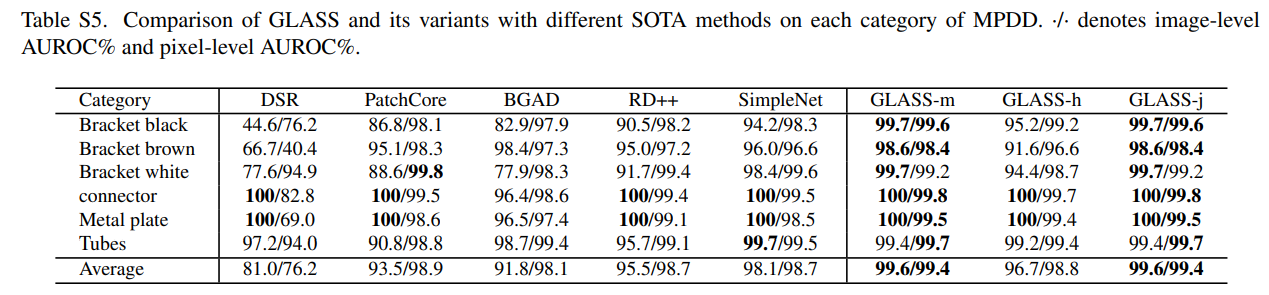 Table S5. Comparison of GLASS and its variants with different SOTA methods on each category of MPDD. ·/· denotes image-level
AUROC% and pixel-level AUROC%.
Category DSR PatchCore BGAD RD++ SimpleNet GLASS-m GLASS-h GLASS-j
Bracket black 44.6/76.2 86.8/98.1 82.9/97.9 90.5/98.2 94.2/98.3 99.7/99.6 95.2/99.2 99.7/99.6
Bracket brown 66.7/40.4 95.1/98.3 98.4/97.3 95.0/97.2 96.0/96.6 98.6/98.4 91.6/96.6 98.6/98.4
Bracket white 77.6/94.9 88.6/99.8 77.9/98.3 91.7/99.4 98.4/99.6 99.7/99.2 94.4/98.7 99.7/99.2
connector 100/82.8 100/99.5 96.4/98.6 100/99.4 100/99.5 100/99.8 100/99.7 100/99.8
Metal plate 100/69.0 100/98.6 96.5/97.4 100/99.1 100/98.5 100/99.5 100/99.4 100/99.5
Tubes 97.2/94.0 90.8/98.8 98.7/99.4 95.7/99.1 99.7/99.5 99.4/99.7 99.2/99.4 99.4/99.7
Average 81.0/76.2 93.5/98.9 91.8/98.1 95.5/98.7 98.1/98.7 99.6/99.4 96.7/98.8 99.6/99.4